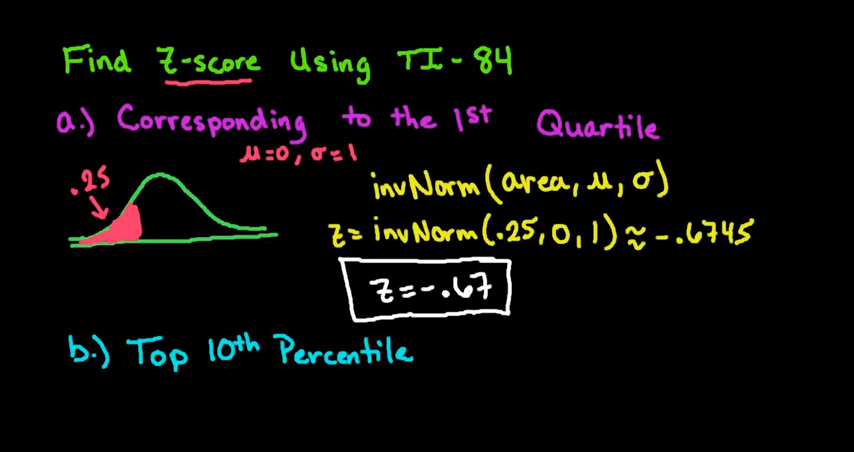 Find Z-score Using TI-84
a.) Corresponding to the 1st Quartile
μ=0, σ=1
.25
invNorm(area, μ, σ)
z= invNorm(.25, 0, 1) ≈ -.6745
z=-.67
b.) Top 10th Percentile